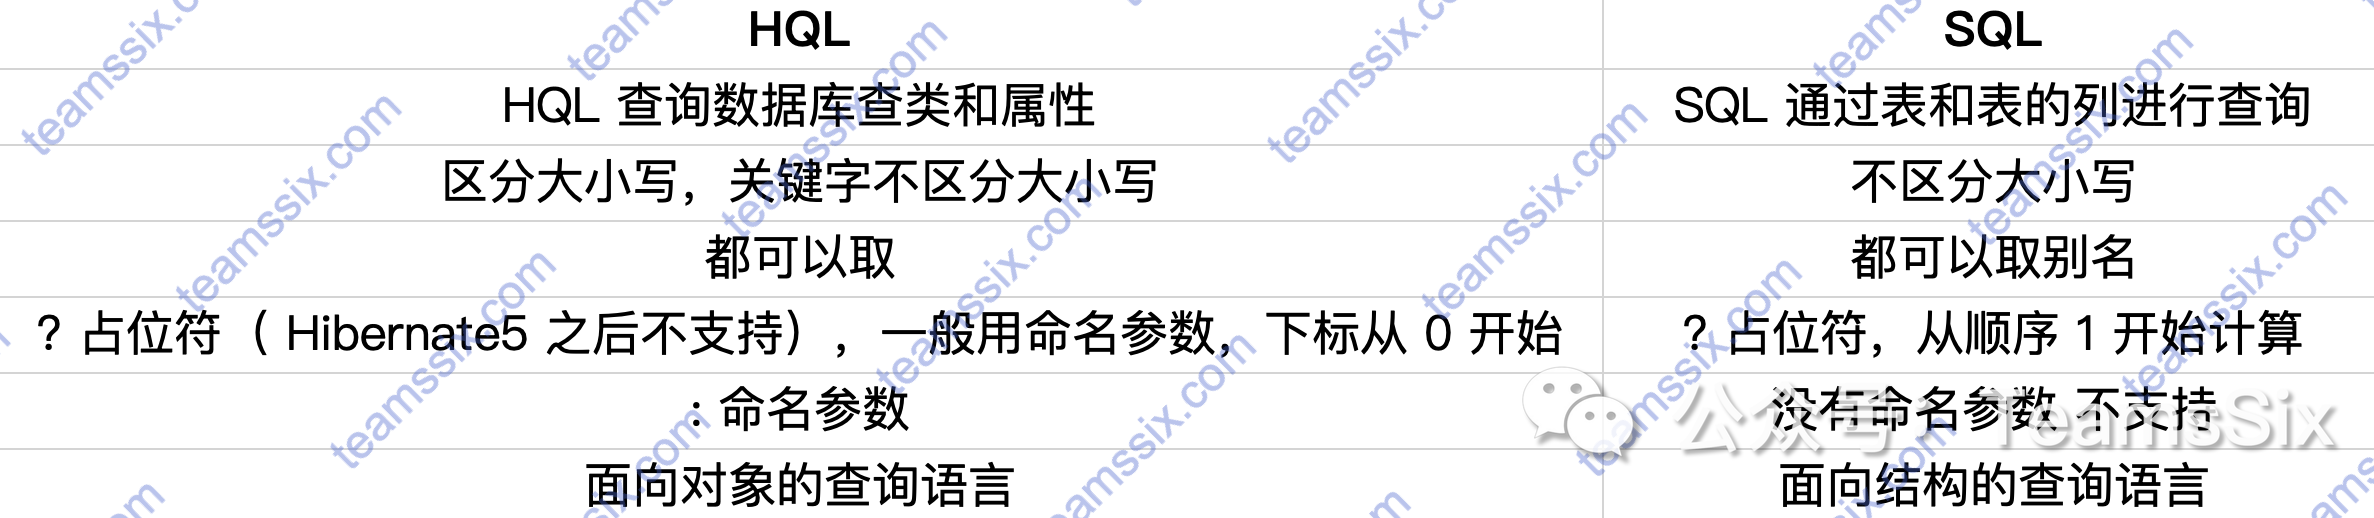 HQL SQL
HQL 查询数据库查类和属性 SQL 通过表和表的列进行查询
区分大小写，关键字不区分大小写 不区分大小写
都可以取 都可以取别名
? 占位符（ Hibernate5 之后不支持），一般用命名参数，下标从 0 开始 ? 占位符，从顺序 1 开始计算
: 命名参数 没有命名参数 不支持
面向对象的查询语言 面向结构的查询语言
公众号 · TeamsSix
teamssix.com